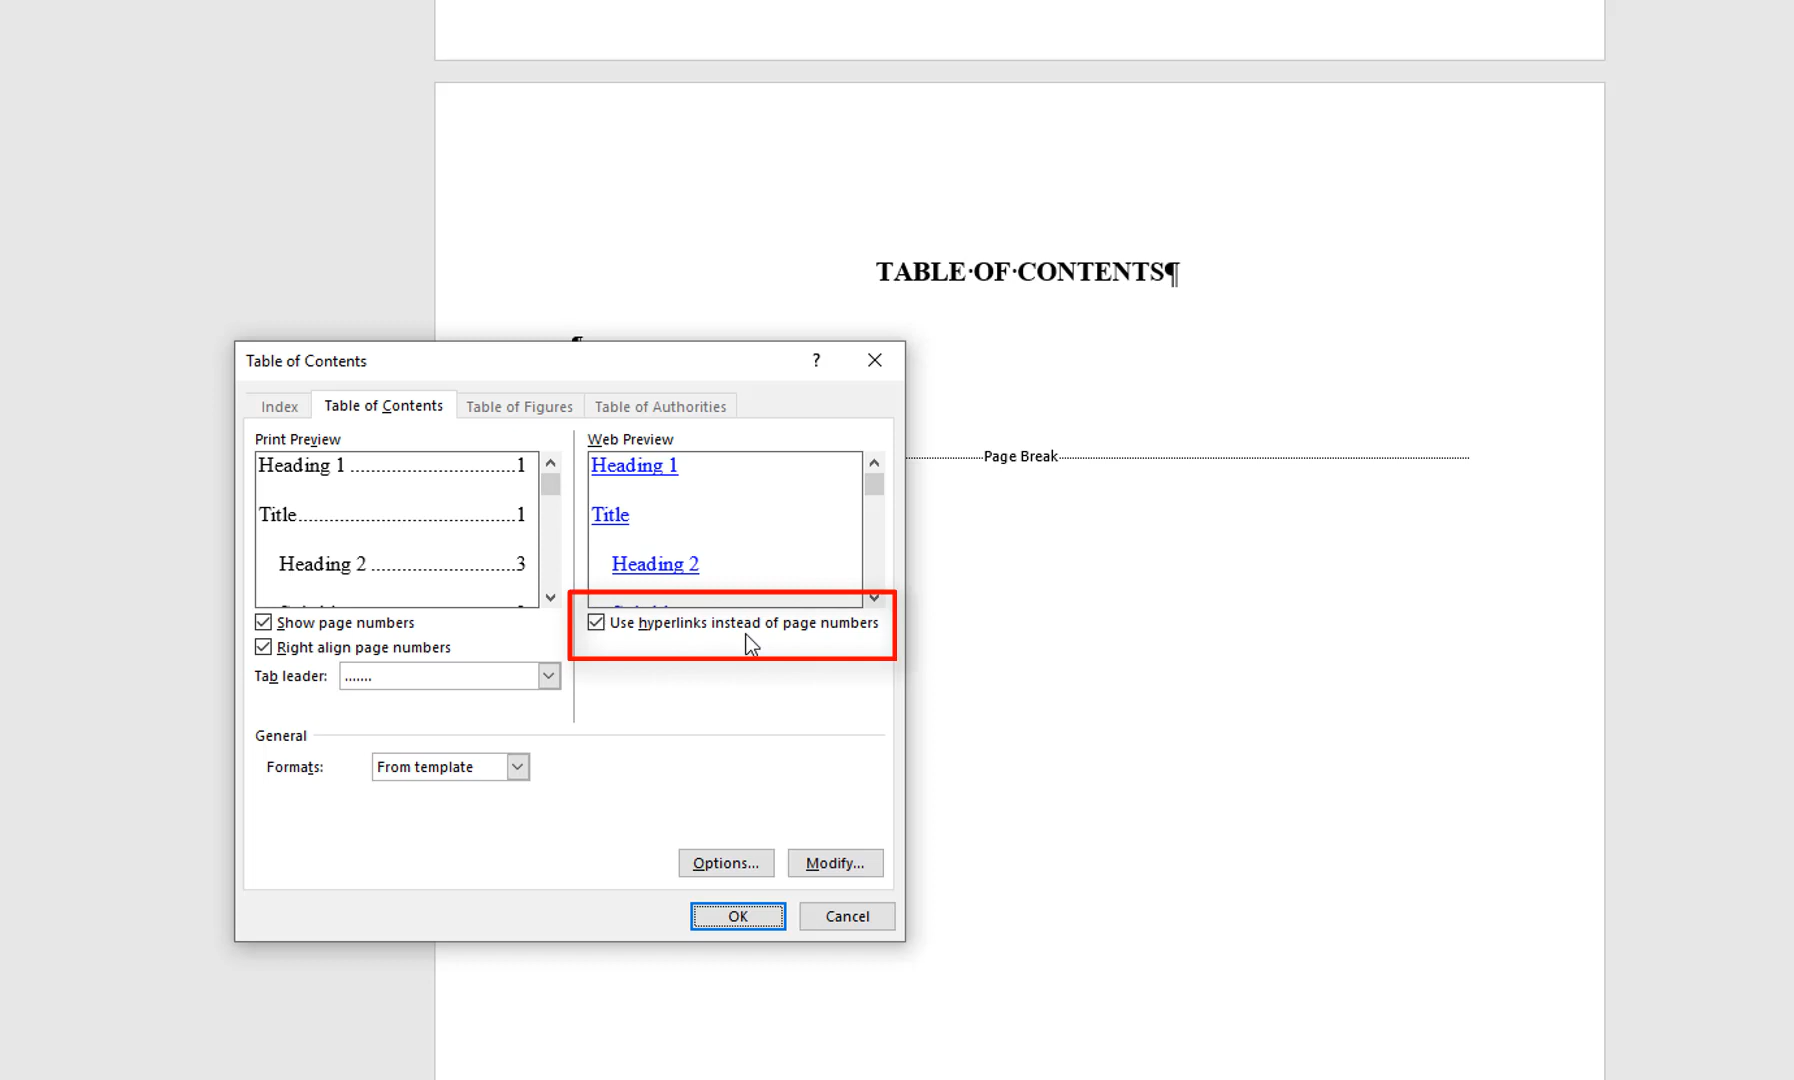 TABLE·OF·CONTENTS¶
¶
Page Break
Table of Contents
?
Index
Table of Contents
Table of Figures
Table of Authorities
Print Preview
Heading 1 ..............................1
Title.......................................1
Heading 2 ..........................3
Show page numbers
Right align page numbers
Tab leader: .......
Web Preview
Heading 1
Title
Heading 2
Use hyperlinks instead of page numbers
General
Formats: From template
Options...
Modify...
OK
Cancel